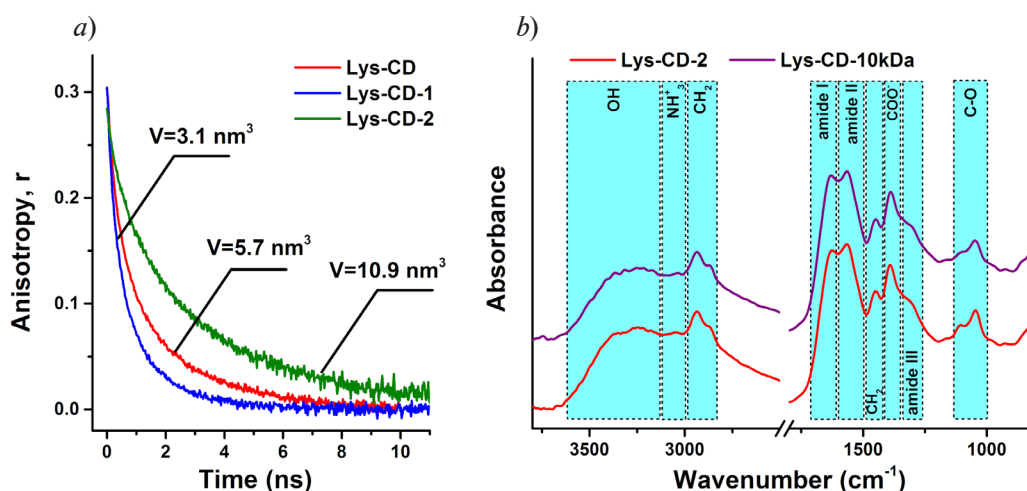 a)
Anisotropy, r
0.3
0.2
0.1
0.0
Lys-CD
Lys-CD-1
Lys-CD-2
V=3.1 nm³
V=5.7 nm³
V=10.9 nm³
0 2 4 6 8 10
Time (ns)
b)
Lys-CD-2 Lys-CD-10kDa
Absorbance
OH
NH₃⁺
CH₂
amide I
amide II
CH₂
COO⁻
amide III
C-O
3500 3000 1500 1000
Wavenumber (cm⁻¹)